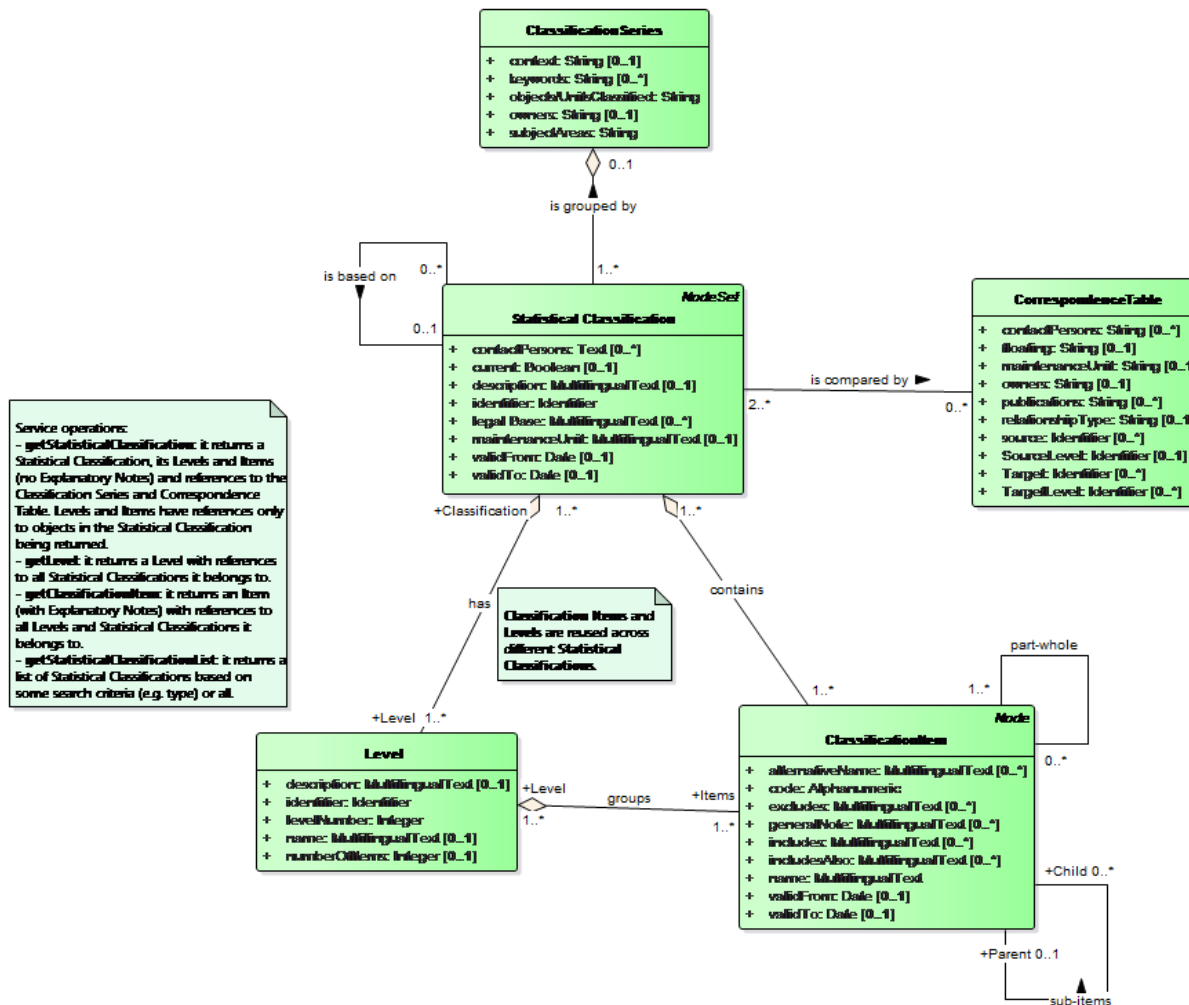 ClassificationSeries
+ context: String [0..1]
+ keywords: String [0..*]
+ objects/UnitsClassified: String
+ owners: String [0..1]
+ subjectAreas: String
0..1
is grouped by
1..*
is based on
0..*
0..1
NodeSet
Statistical Classification
+ contactPersons: Text [0..*]
+ current: Boolean [0..1]
+ description: MultilingualText [0..1]
+ identifier: Identifier
+ legal Base: MultilingualText [0..*]
+ maintenanceUnit: MultilingualText [0..1]
+ validFrom: Date [0..1]
+ validTo: Date [0..1]
is compared by
2..*
0..*
CorrespondenceTable
+ contactPersons: String [0..*]
+ floating: String [0..1]
+ maintenanceUnit: String [0..1]
+ owners: String [0..1]
+ publications: String [0..*]
+ relationshipType: String [0..1]
+ source: Identifier [0..*]
+ SourceLevel: Identifier [0..1]
+ Target: Identifier [0..*]
+ TargetLevel: Identifier [0..*]
Service operations:
- getStatisticalClassification: it returns a
Statistical Classification, its Levels and Items
(no Explanatory Notes) and references to the
Classification Series and Correspondence
Table. Levels and Items have references only
to objects in the Statistical Classification
being returned.
- getLevel: it returns a Level with references
to all Statistical Classifications it belongs to.
- getClassificationItem: it returns an Item
(with Explanatory Notes) with references to
all Levels and Statistical Classifications it
belongs to.
- getStatisticalClassificationList: it returns a
list of Statistical Classifications based on
some search criteria (e.g. type) or all.
+Classification
1..*
1..*
has
contains
Classification Items and
Levels are reused across
different Statistical
Classifications.
+Level 1..*
1..*
part-whole
1..*
0..*
Level
+ description: MultilingualText [0..1]
+ identifier: Identifier
+ levelNumber: Integer
+ name: MultilingualText [0..1]
+ numberOfItems: Integer [0..1]
+Level
1..*
groups
+Items
1..*
Node
ClassificationItem
+ alternativeName: MultilingualText [0..*]
+ code: Alphanumeric
+ excludes: MultilingualText [0..*]
+ generalNote: MultilingualText [0..*]
+ includes: MultilingualText [0..*]
+ includesAlso: MultilingualText [0..*]
+ name: MultilingualText
+ validFrom: Date [0..1]
+ validTo: Date [0..1]
+Child 0..*
+Parent 0..1
sub-items